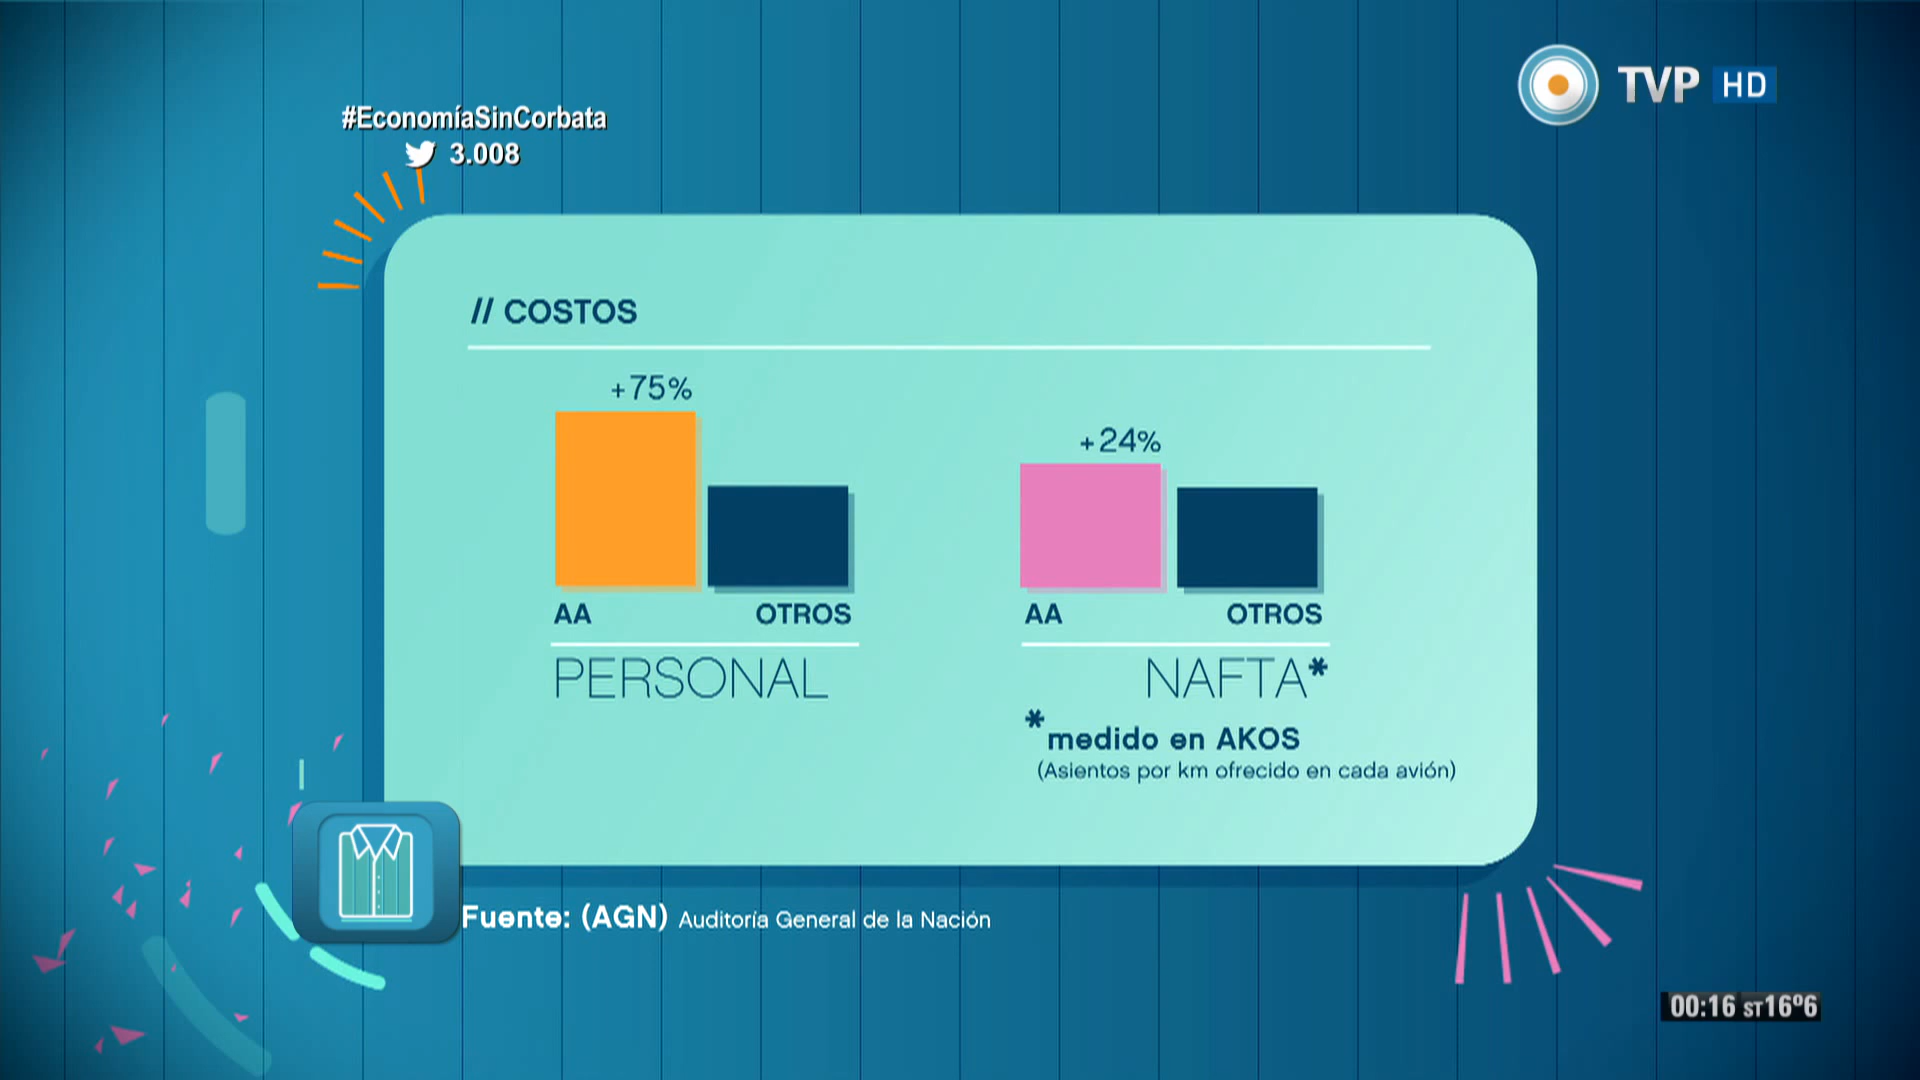 TVP HD
#EconomíaSinCorbata
3.008
// COSTOS
+75%
+24%
AA OTROS
AA OTROS
PERSONAL
NAFTA*
*medido en AKOS
(Asientos por km ofrecido en cada avión)
Fuente: (AGN) Auditoría General de la Nación
00:16 ST16º6